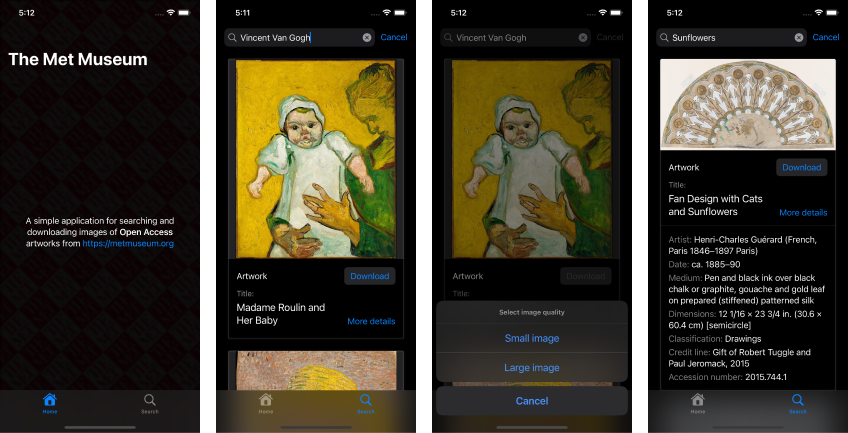 5:12
The Met Museum
A simple application for searching and
downloading images of Open Access
artworks from https://metmuseum.org
Home
Search
5:11
Vincent Van Gogh
Cancel
Artwork
Download
Title:
Madame Roulin and
Her Baby
More details
Home
Search
5:12
Vincent Van Gogh
Cancel
Artwork
Download
Title:
Select image quality
Small image
Large image
Cancel
5:12
Sunflowers
Cancel
Artwork
Download
Title:
Fan Design with Cats
and Sunflowers
More details
Artist: Henri-Charles Guérard (French,
Paris 1846–1897 Paris)
Date: ca. 1885–90
Medium: Pen and black ink over black
chalk or graphite, gouache and gold leaf
on prepared (stiffened) patterned silk
Dimensions: 12 1/16 × 23 3/4 in. (30.6 ×
60.4 cm) [semicircle]
Classification: Drawings
Credit line: Gift of Robert Tuggle and
Paul Jeromack, 2015
Accession number: 2015.744.1
Home
Search